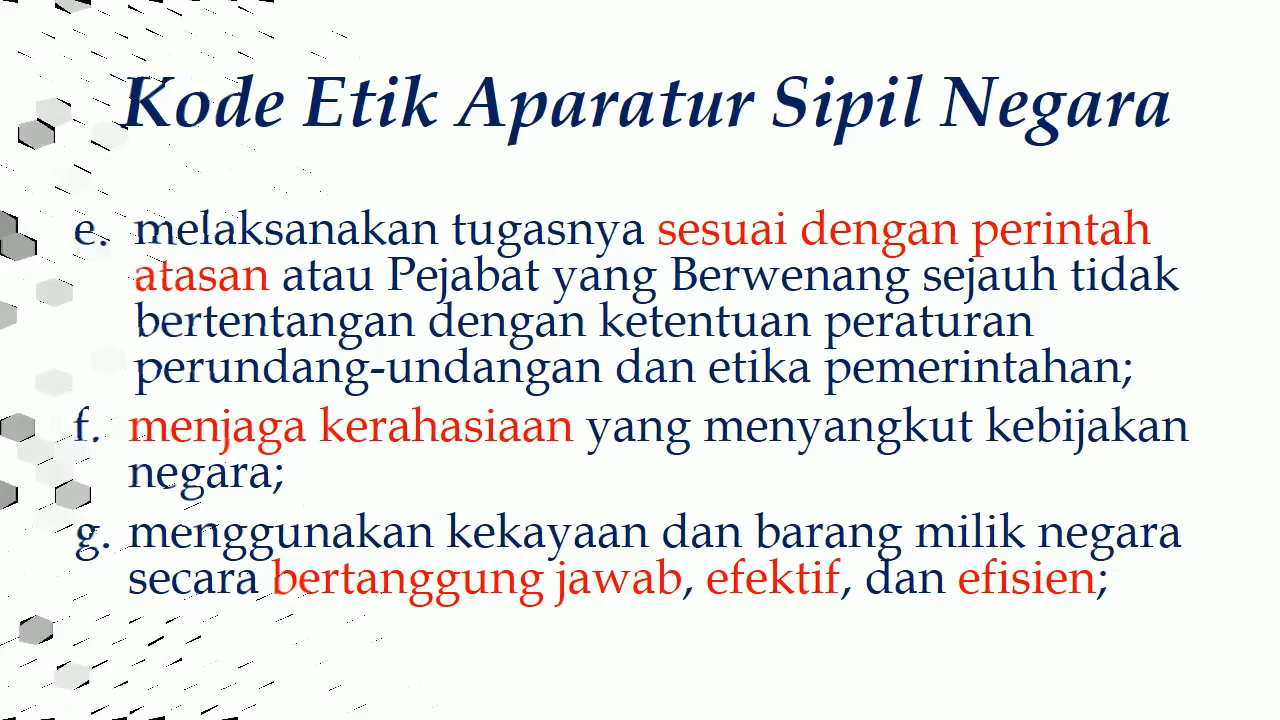 Kode Etik Aparatur Sipil Negara
e. melaksanakan tugasnya sesuai dengan perintah
atasan atau Pejabat yang Berwenang sejauh tidak
bertentangan dengan ketentuan peraturan
perundang-undangan dan etika pemerintahan;
f. menjaga kerahasiaan yang menyangkut kebijakan
negara;
g. menggunakan kekayaan dan barang milik negara
secara bertanggung jawab, efektif, dan efisien;